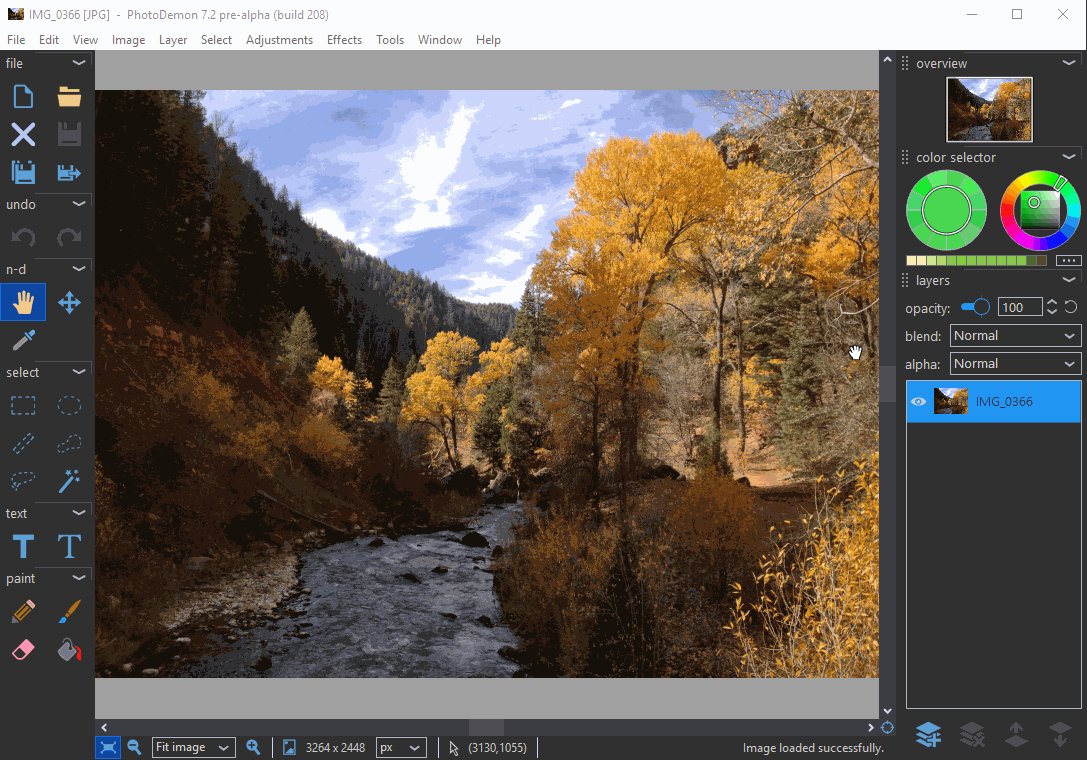 IMG_0366 [JPG] - PhotoDemon 7.2 pre-alpha (build 208)
File Edit View Image Layer Select Adjustments Effects Tools Window Help
file
undo
n-d
select
text
T T
paint
overview
color selector
layers
opacity: 100
blend: Normal
alpha: Normal
IMG_0366
Fit image 3264 x 2448 px (3130,1055) Image loaded successfully.